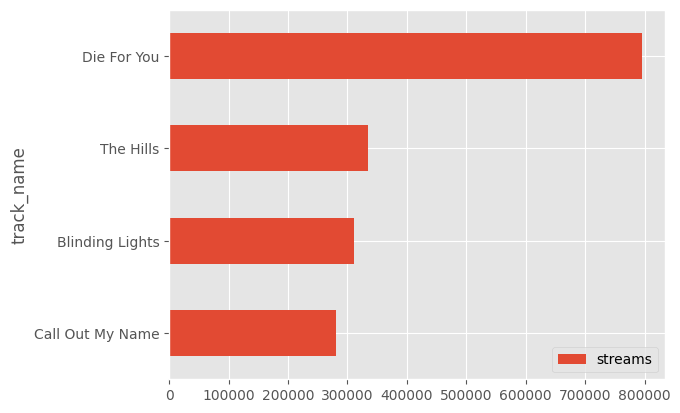 Die For You
The Hills
Blinding Lights
Call Out My Name
track_name
streams
0 100000 200000 300000 400000 500000 600000 700000 800000